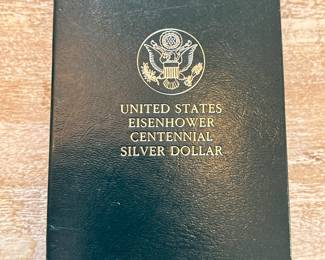 UNITED STATES
EISENHOWER
CENTENNIAL
SILVER DOLLAR